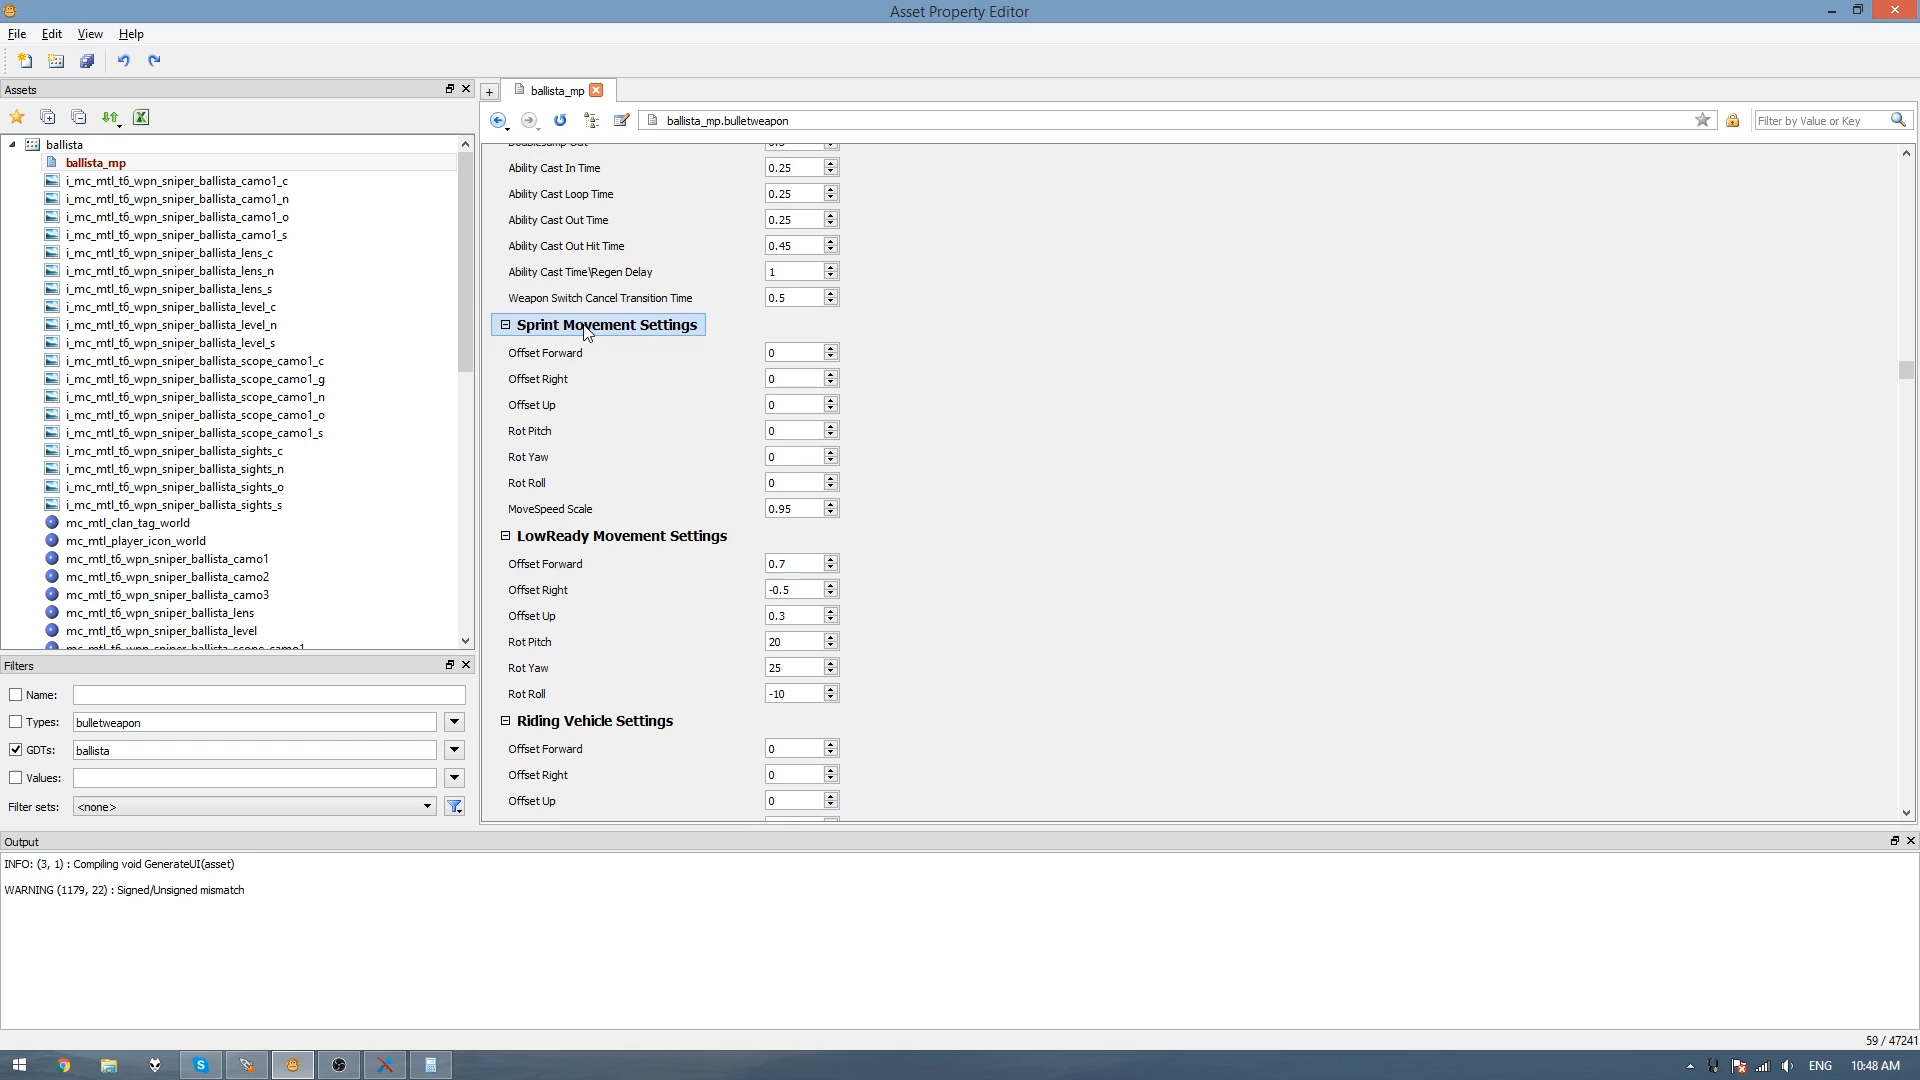 Asset Property Editor
File Edit View Help
Assets
ballista_mp
ballista_mp.bulletweapon
Filter by Value or Key
ballista
ballista_mp
i_mc_mtl_t6_wpn_sniper_ballista_camo1_c
i_mc_mtl_t6_wpn_sniper_ballista_camo1_n
i_mc_mtl_t6_wpn_sniper_ballista_camo1_o
i_mc_mtl_t6_wpn_sniper_ballista_camo1_s
i_mc_mtl_t6_wpn_sniper_ballista_lens_c
i_mc_mtl_t6_wpn_sniper_ballista_lens_n
i_mc_mtl_t6_wpn_sniper_ballista_lens_s
i_mc_mtl_t6_wpn_sniper_ballista_level_c
i_mc_mtl_t6_wpn_sniper_ballista_level_n
i_mc_mtl_t6_wpn_sniper_ballista_level_s
i_mc_mtl_t6_wpn_sniper_ballista_scope_camo1_c
i_mc_mtl_t6_wpn_sniper_ballista_scope_camo1_g
i_mc_mtl_t6_wpn_sniper_ballista_scope_camo1_n
i_mc_mtl_t6_wpn_sniper_ballista_scope_camo1_o
i_mc_mtl_t6_wpn_sniper_ballista_scope_camo1_s
i_mc_mtl_t6_wpn_sniper_ballista_sights_c
i_mc_mtl_t6_wpn_sniper_ballista_sights_n
i_mc_mtl_t6_wpn_sniper_ballista_sights_o
i_mc_mtl_t6_wpn_sniper_ballista_sights_s
mc_mtl_clan_tag_world
mc_mtl_player_icon_world
mc_mtl_t6_wpn_sniper_ballista_camo1
mc_mtl_t6_wpn_sniper_ballista_camo2
mc_mtl_t6_wpn_sniper_ballista_camo3
mc_mtl_t6_wpn_sniper_ballista_lens
mc_mtl_t6_wpn_sniper_ballista_level
Filters
Name:
Types: bulletweapon
GDTs: ballista
Values:
Filter sets: <none>
Ability Cast In Time 0.25
Ability Cast Loop Time 0.25
Ability Cast Out Time 0.25
Ability Cast Out Hit Time 0.45
Ability Cast Time\Regen Delay 1
Weapon Switch Cancel Transition Time 0.5
Sprint Movement Settings
Offset Forward 0
Offset Right 0
Offset Up 0
Rot Pitch 0
Rot Yaw 0
Rot Roll 0
MoveSpeed Scale 0.95
LowReady Movement Settings
Offset Forward 0.7
Offset Right -0.5
Offset Up 0.3
Rot Pitch 20
Rot Yaw 25
Rot Roll -10
Riding Vehicle Settings
Offset Forward 0
Offset Right 0
Offset Up 0
Output
INFO: (3, 1) : Compiling void GenerateUI(asset)
WARNING (1179, 22) : Signed/Unsigned mismatch
59 / 47241
ENG 10:48 AM